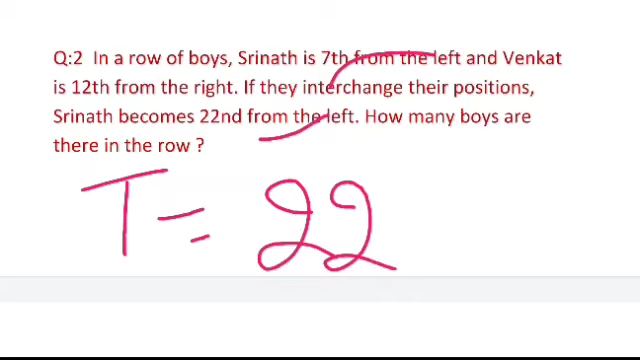 Q:2 In a row of boys, Srinath is 7th from the left and Venkat
is 12th from the right. If they interchange their positions,
Srinath becomes 22nd from the left. How many boys are
there in the row ?
T = 22